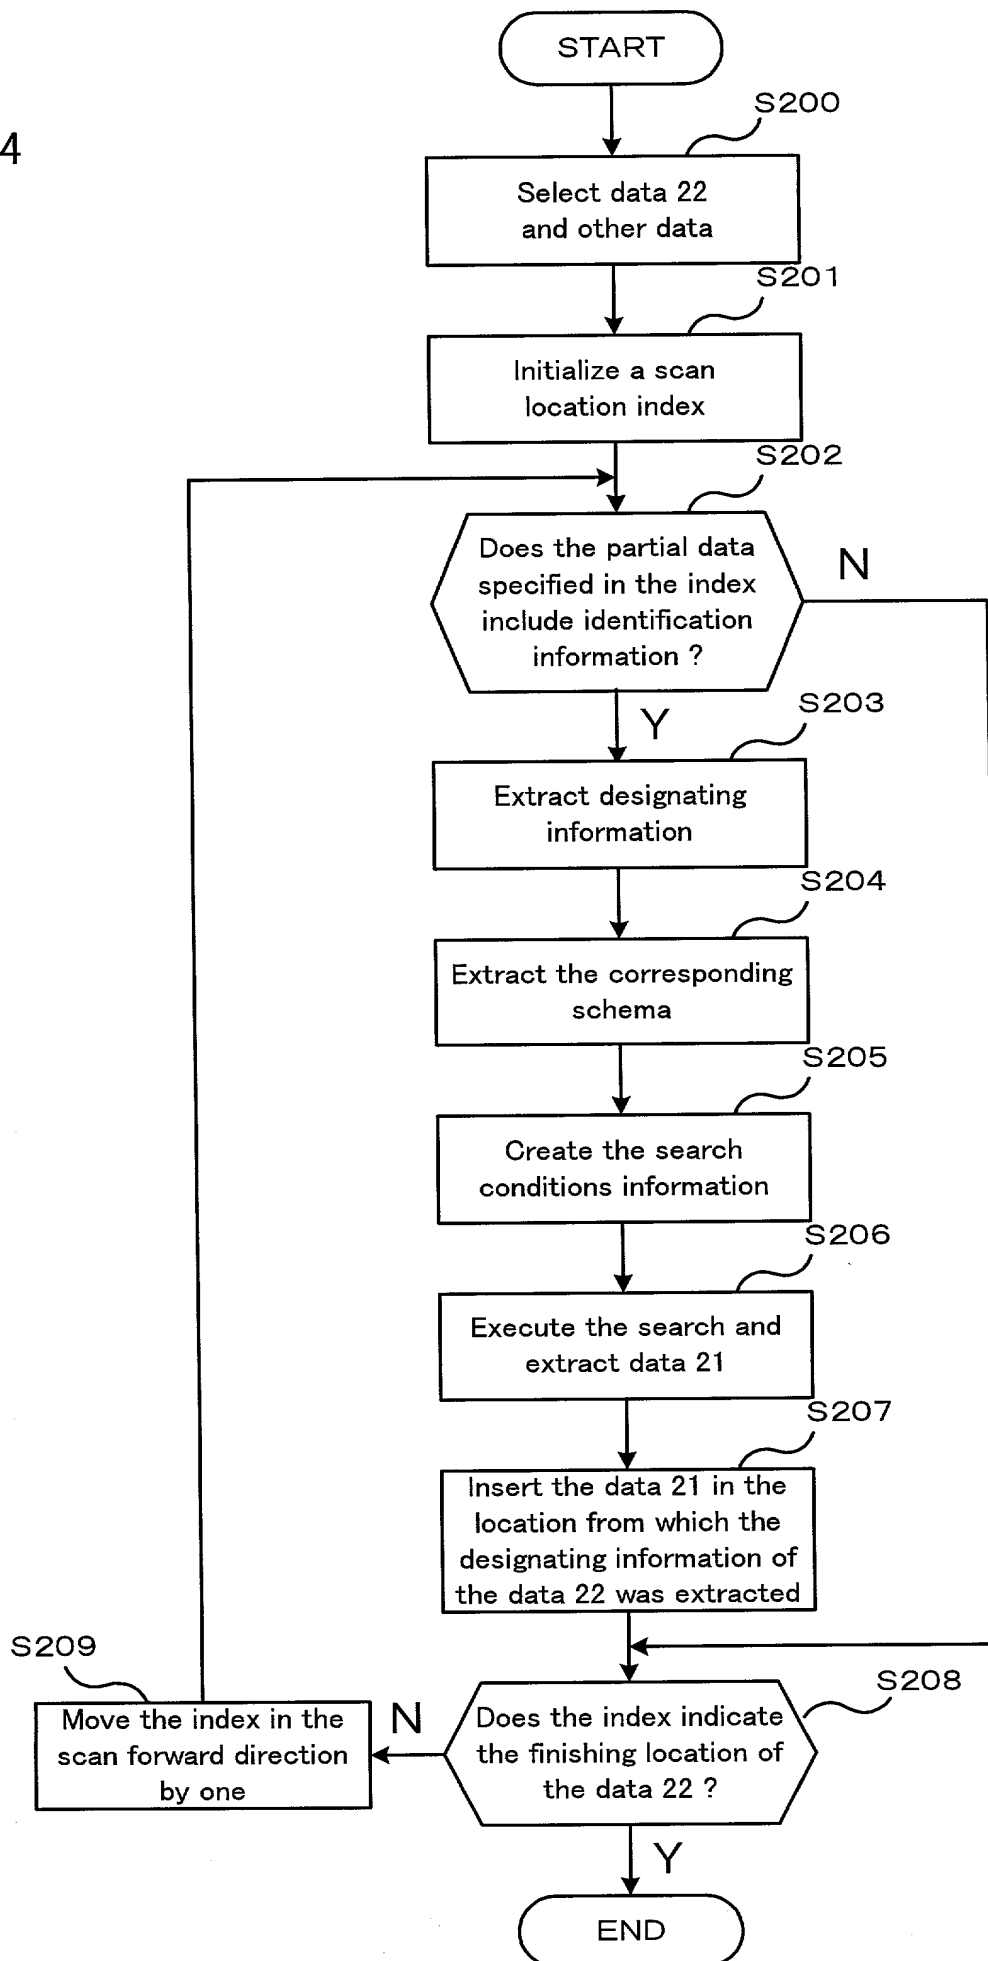 START
4
S200
Select data 22
and other data
S201
Initialize a scan
location index
S202
Does the partial data
specified in the index
include identification
information ?
N
Y
S203
Extract designating
information
S204
Extract the corresponding
schema
S205
Create the search
conditions information
S206
Execute the search and
extract data 21
S207
Insert the data 21 in the
location from which the
designating information of
the data 22 was extracted
S209
Move the index in the
scan forward direction
by one
N
S208
Does the index indicate
the finishing location of
the data 22 ?
Y
END